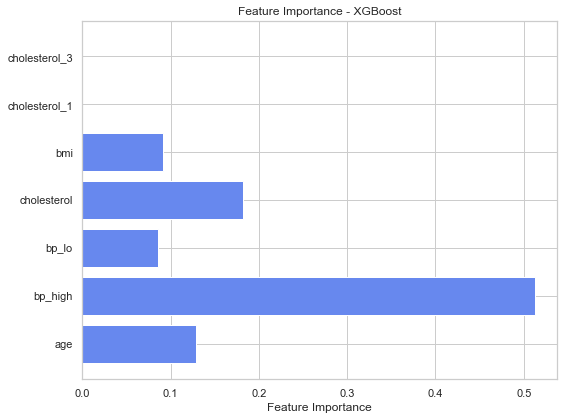 Feature Importance - XGBoost
cholesterol_3
cholesterol_1
bmi
cholesterol
bp_lo
bp_high
age
0.0 0.1 0.2 0.3 0.4 0.5
Feature Importance